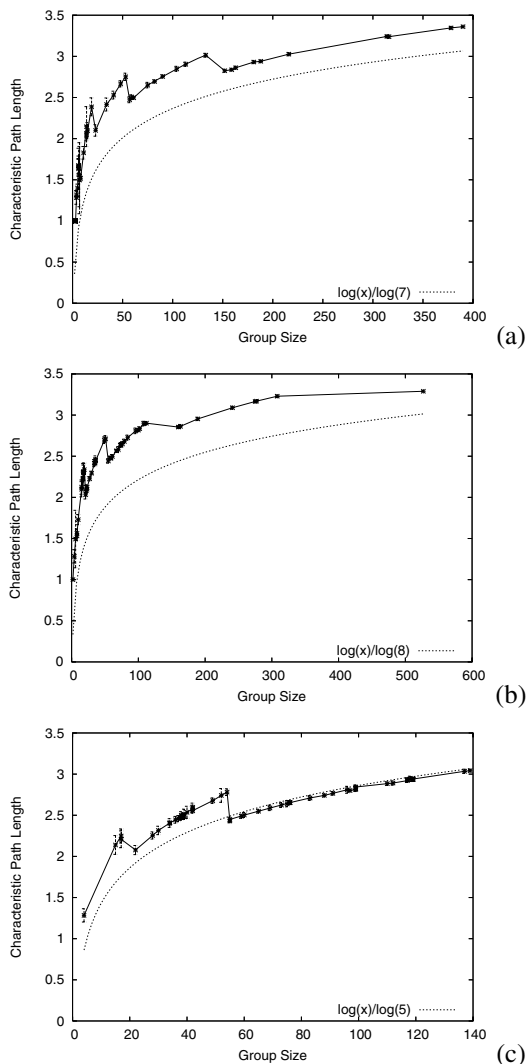 3.5
3
2.5
2
1.5
1
0.5
0
Characteristic Path Length
log(x)/log(7)
0 50 100 150 200 250 300 350 400
Group Size
(a)
3.5
3
2.5
2
1.5
1
0.5
0
Characteristic Path Length
log(x)/log(8)
0 100 200 300 400 500 600
Group Size
(b)
3.5
3
2.5
2
1.5
1
0.5
0
Characteristic Path Length
log(x)/log(5)
0 20 40 60 80 100 120 140
Group Size
(c)